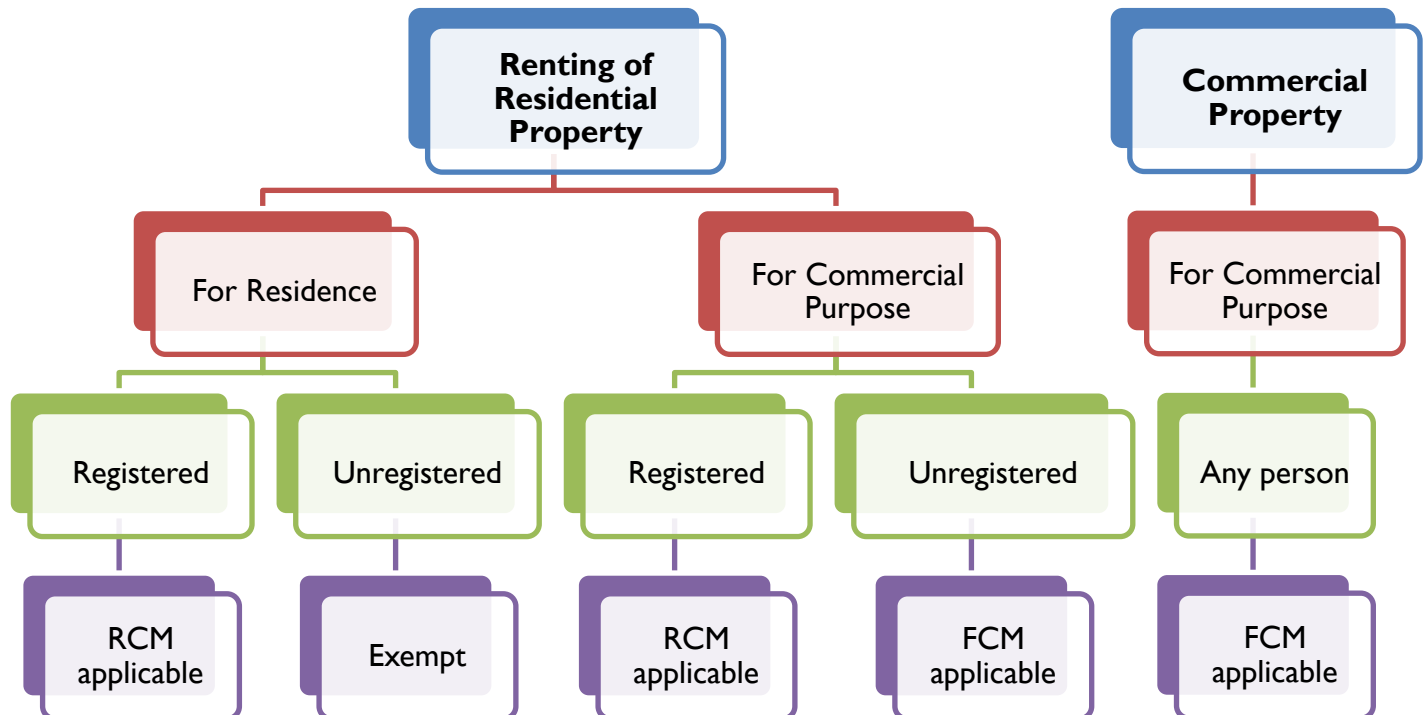 Renting of
Residential
Property
Commercial
Property
For Residence
For Commercial
Purpose
For Commercial
Purpose
Registered
Unregistered
Registered
Unregistered
Any person
RCM
applicable
Exempt
RCM
applicable
FCM
applicable
FCM
applicable